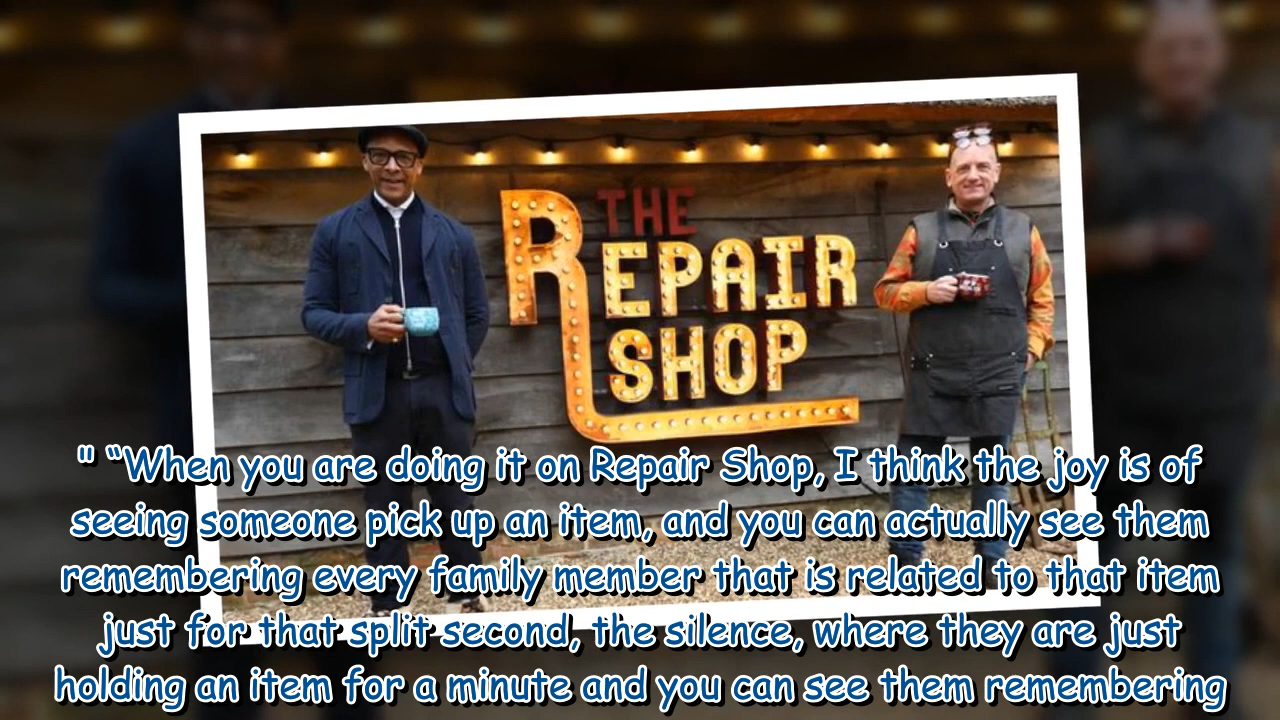 THE
REPAIR
SHOP
" “When you are doing it on Repair Shop, I think the joy is of
seeing someone pick up an item, and you can actually see them
remembering every family member that is related to that item
just for that split second, the silence, where they are just
holding an item for a minute and you can see them remembering